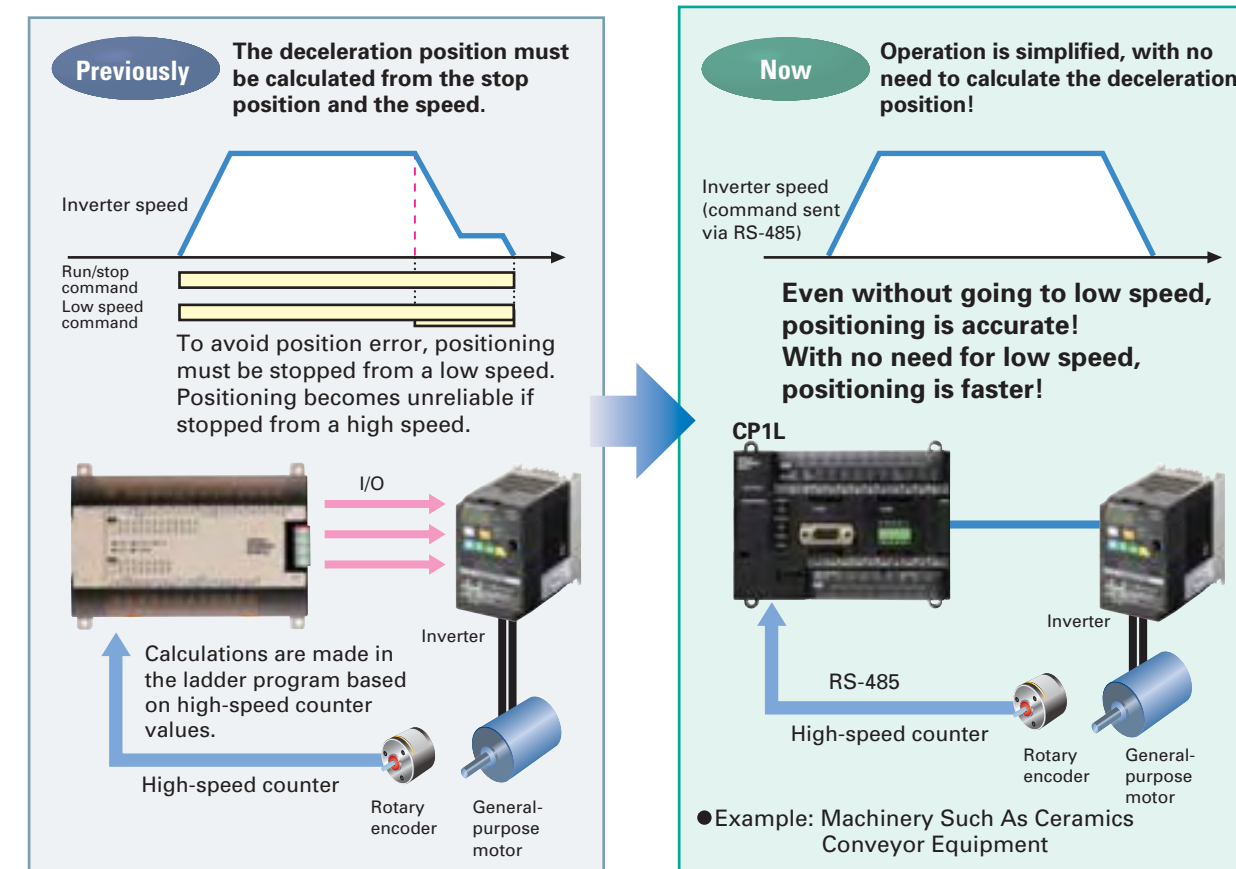 Previously
The deceleration position must
be calculated from the stop
position and the speed.
Inverter speed
Run/stop
command
Low speed
command
To avoid position error, positioning
must be stopped from a low speed.
Positioning becomes unreliable if
stopped from a high speed.
I/O
Inverter
Calculations are made in
the ladder program based
on high-speed counter
values.
High-speed counter
Rotary
encoder
General-
purpose
motor
Now
Operation is simplified, with no
need to calculate the deceleration
position!
Inverter speed
(command sent
via RS-485)
Even without going to low speed,
positioning is accurate!
With no need for low speed,
positioning is faster!
CP1L
Inverter
RS-485
High-speed counter
Rotary
encoder
General-
purpose
motor
●Example: Machinery Such As Ceramics
Conveyor Equipment